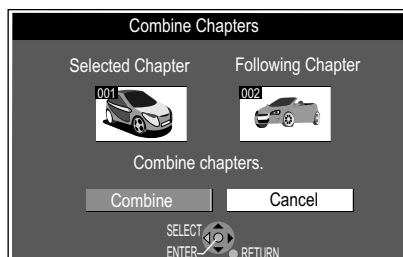 Combine Chapters
Selected Chapter Following Chapter
001 002
Combine chapters.
Combine Cancel
SELECT
ENTER RETURN